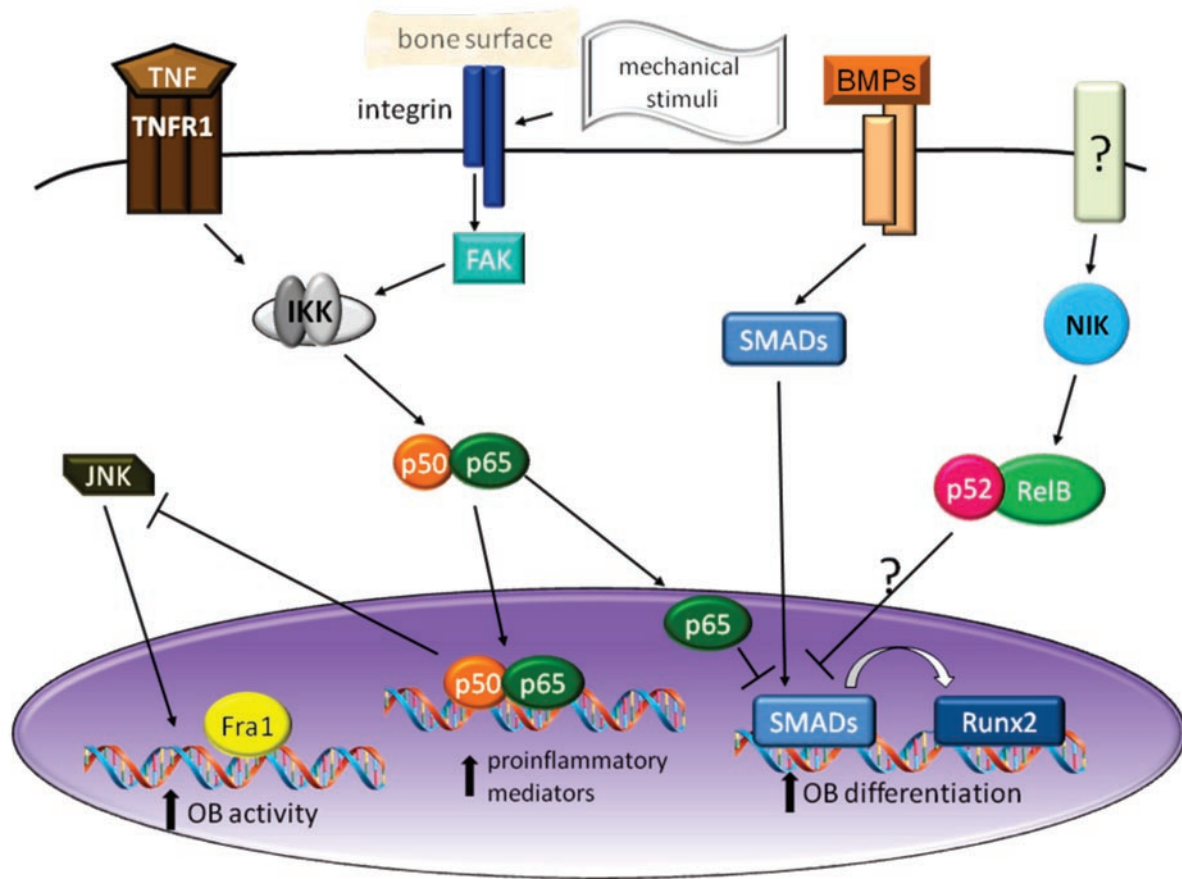 bone surface
TNF
TNFR1
integrin
mechanical
stimuli
BMPs
?
FAK
IKK
SMADs
NIK
p50 p65
JNK
p52 RelB
?
p65
p50 p65
Fra1
SMADs
Runx2
proinflammatory
mediators
OB activity
OB differentiation